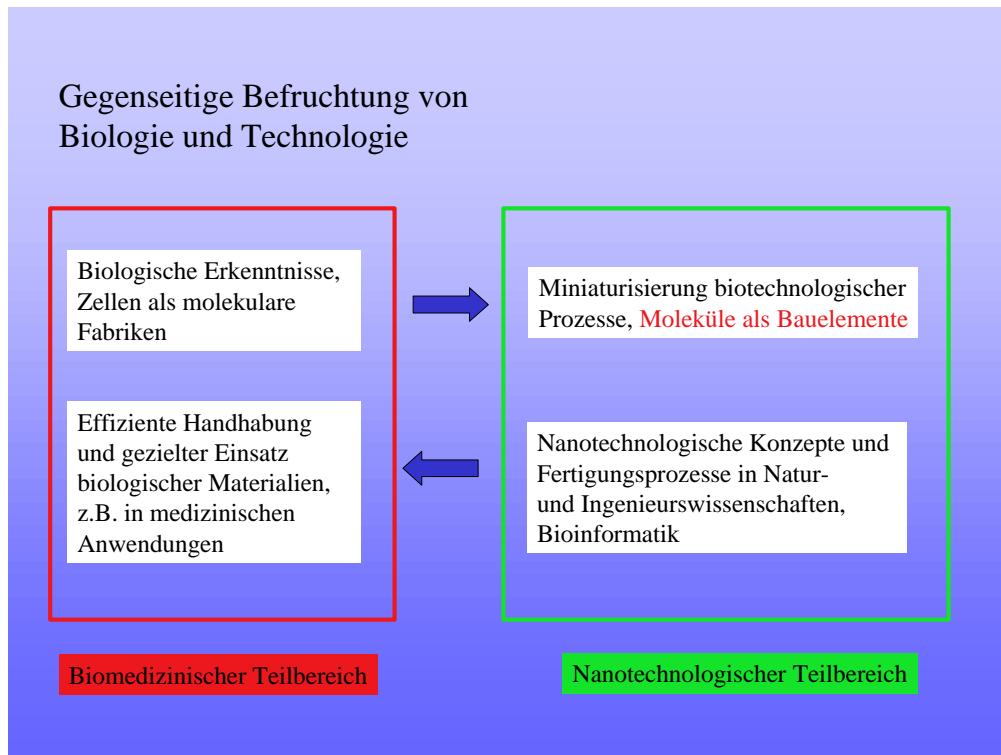 Gegenseitige Befruchtung von
Biologie und Technologie
Biologische Erkenntnisse,
Zellen als molekulare
Fabriken
Miniaturisierung biotechnologischer
Prozesse, Moleküle als Bauelemente
Effiziente Handhabung
und gezielter Einsatz
biologischer Materialien,
z.B. in medizinischen
Anwendungen
Nanotechnologische Konzepte und
Fertigungsprozesse in Natur-
und Ingenieurswissenschaften,
Bioinformatik
Biomedizinischer Teilbereich
Nanotechnologischer Teilbereich